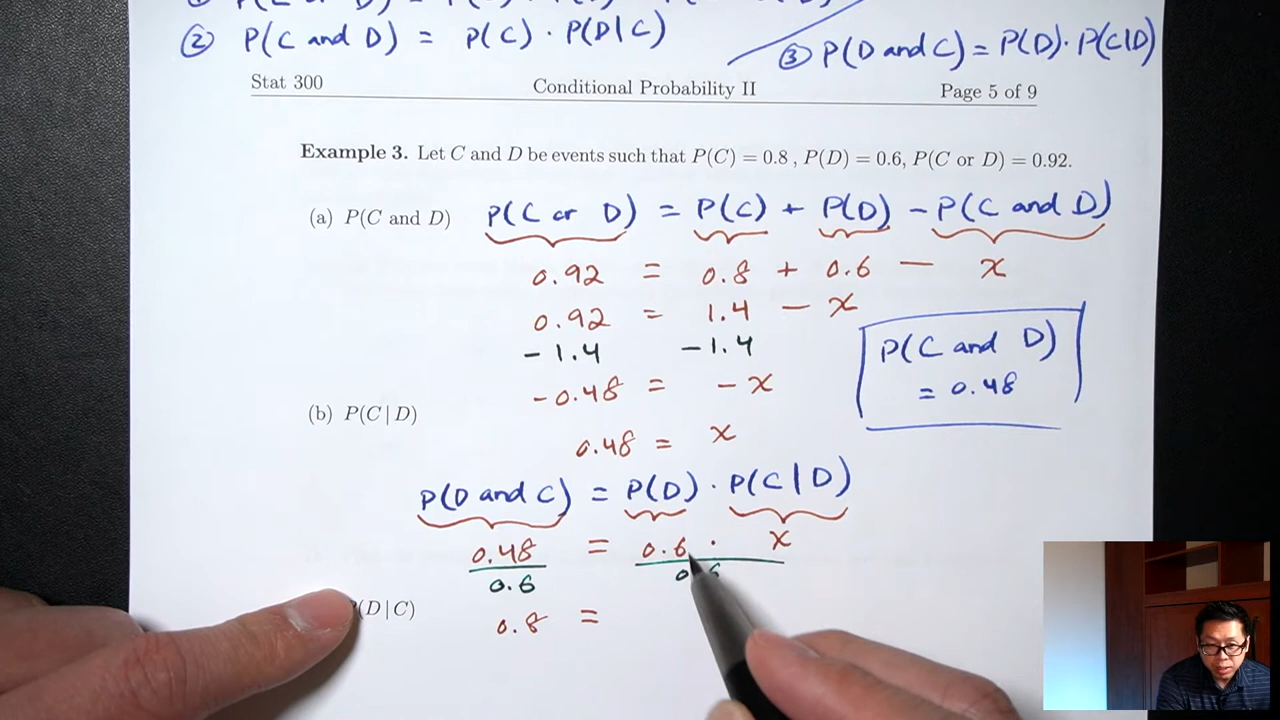 ② P(C and D) = P(C) · P(D|C)
③ P(D and C) = P(D) · P(C|D)
Stat 300 Conditional Probability II Page 5 of 9
Example 3. Let C and D be events such that P(C) = 0.8 , P(D) = 0.6, P(C or D) = 0.92.
(a) P(C and D) P(C or D) = P(C) + P(D) - P(C and D)
0.92 = 0.8 + 0.6 - x
0.92 = 1.4 - x
-1.4 -1.4
-0.48 = -x
P(C and D)
= 0.48
(b) P(C | D)
0.48 = x
P(D and C) = P(D) · P(C|D)
0.48 = 0.6 · x
0.6 0.6
(D | C)
0.8 =